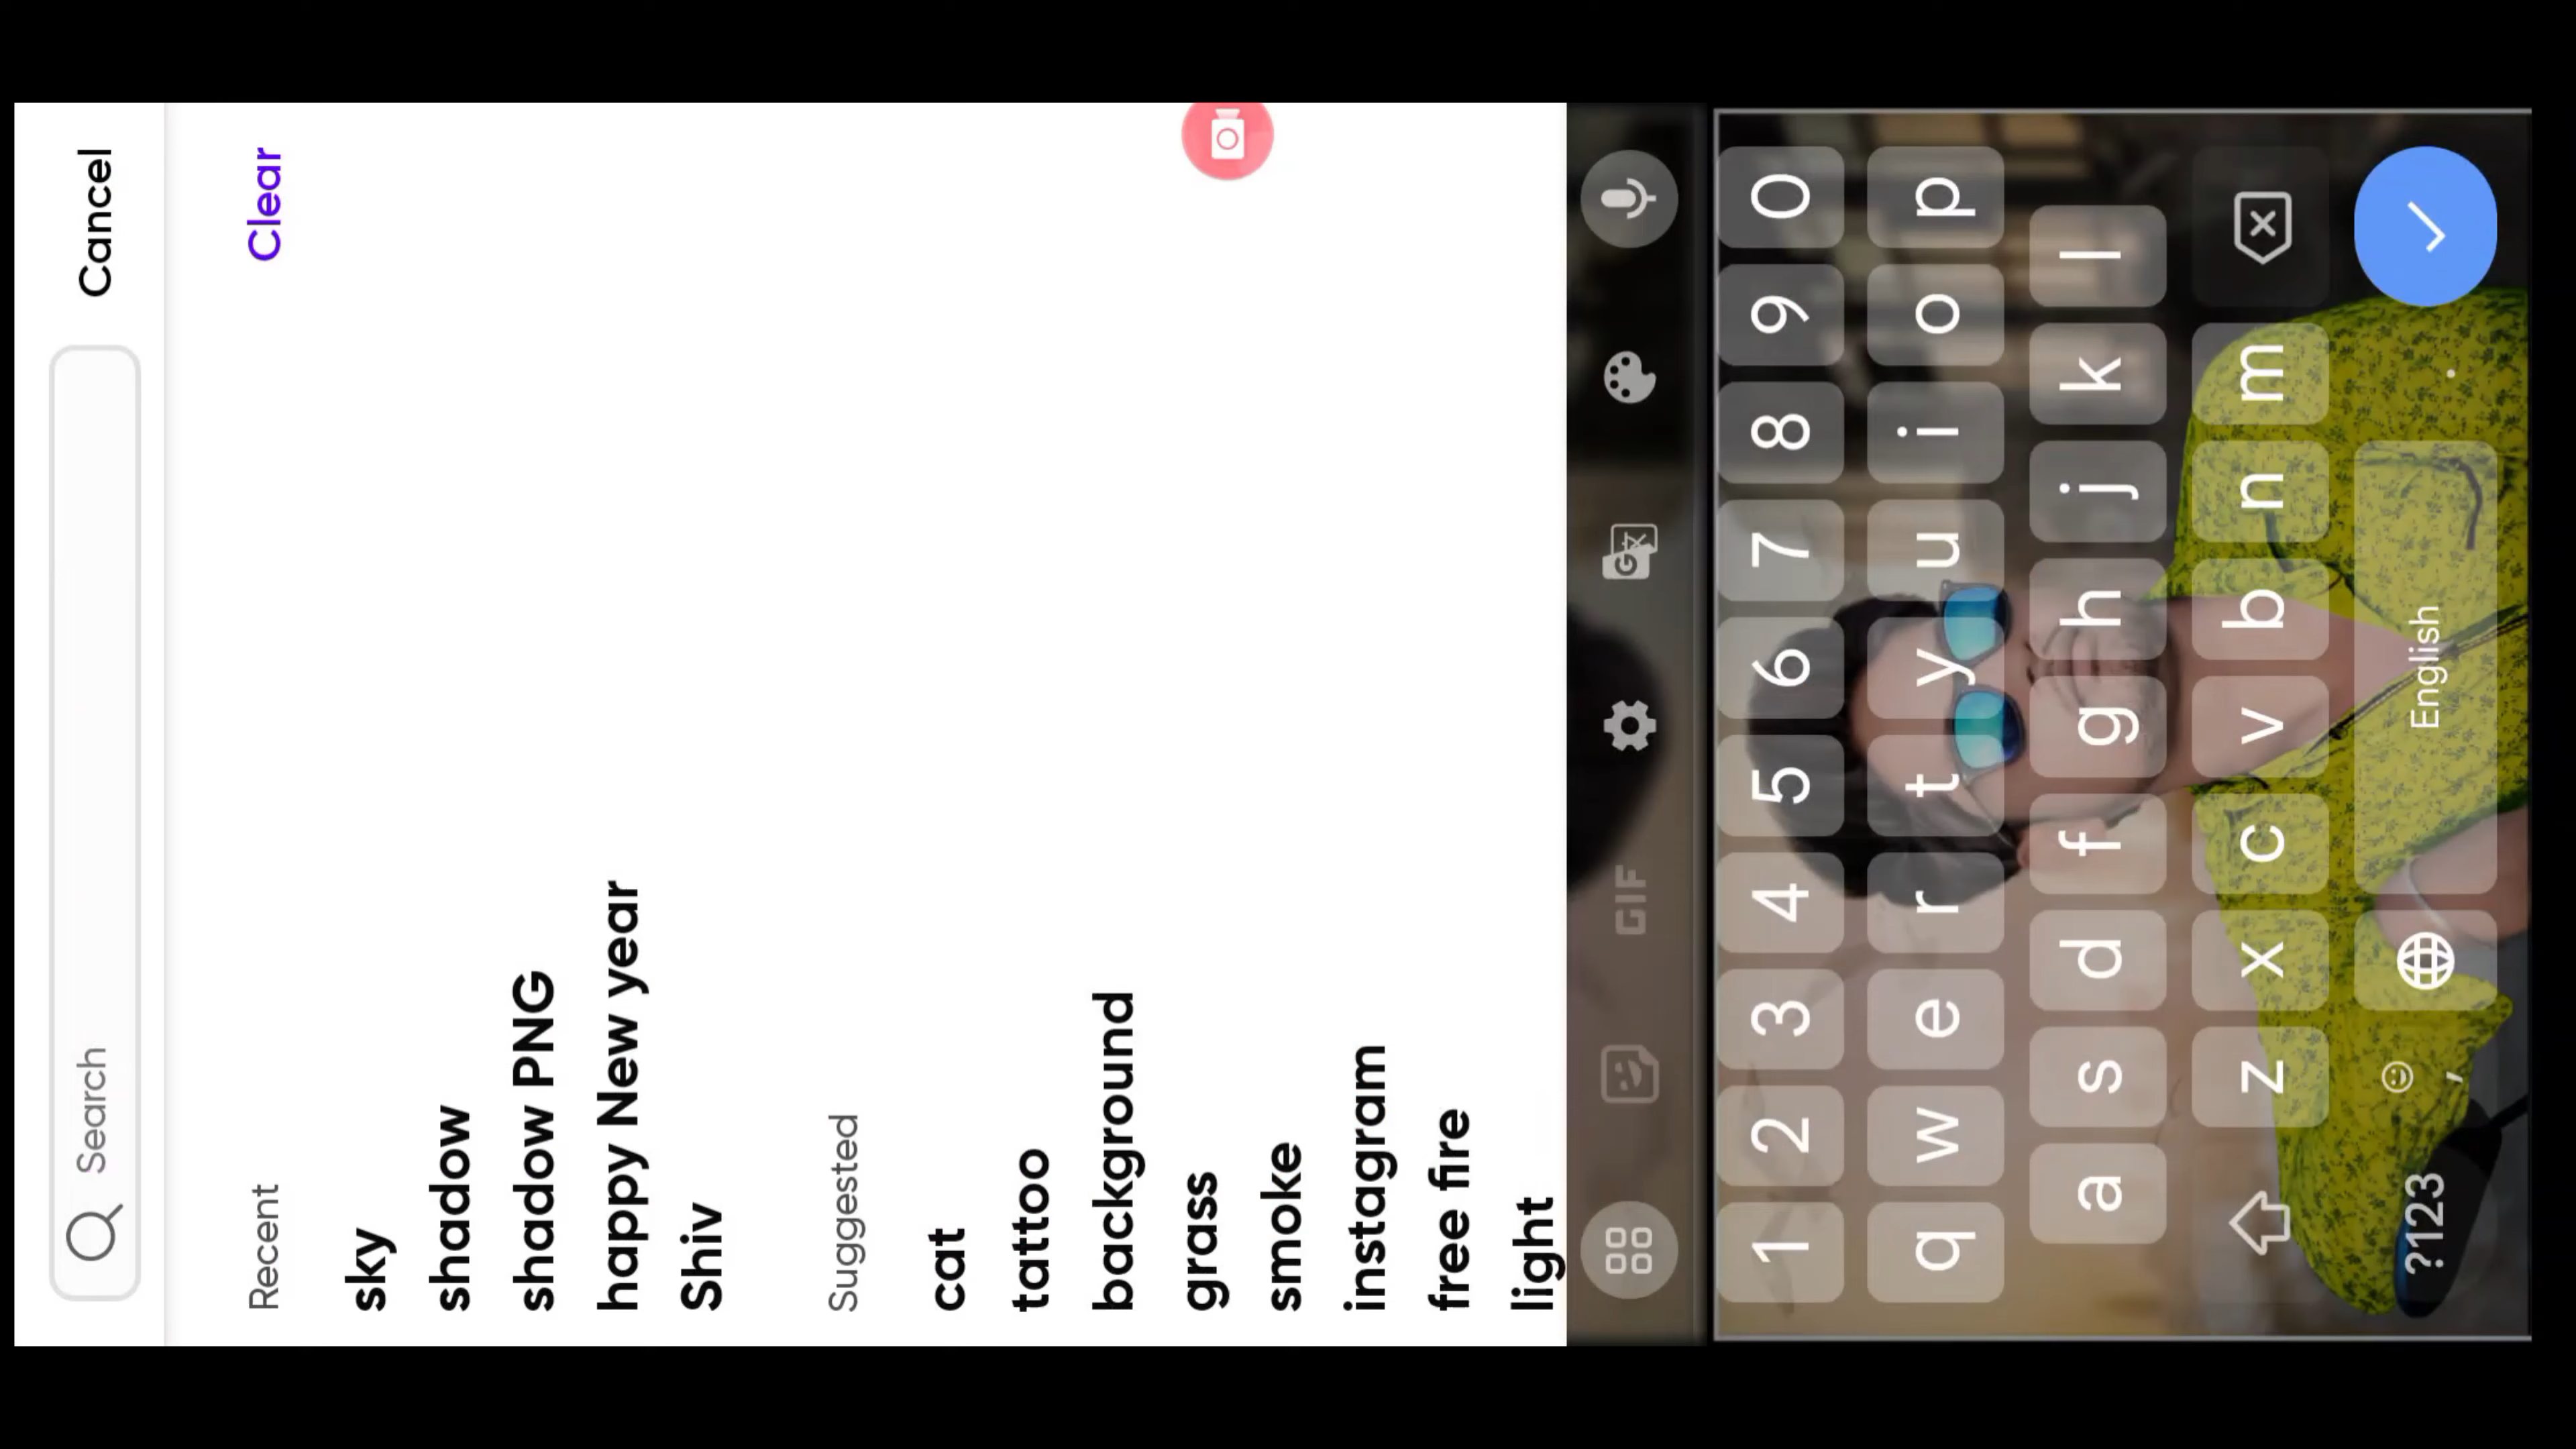 Search
Cancel
Recent
Clear
sky
shadow
shadow PNG
happy New year
Shiv
Suggested
cat
tattoo
background
grass
smoke
instagram
free fire
light
GIF
G
1 2 3 4 5 6 7 8 9 0
q w e r t y u i o p
a s d f g h j k l
z x c v b n m
?123 , English .